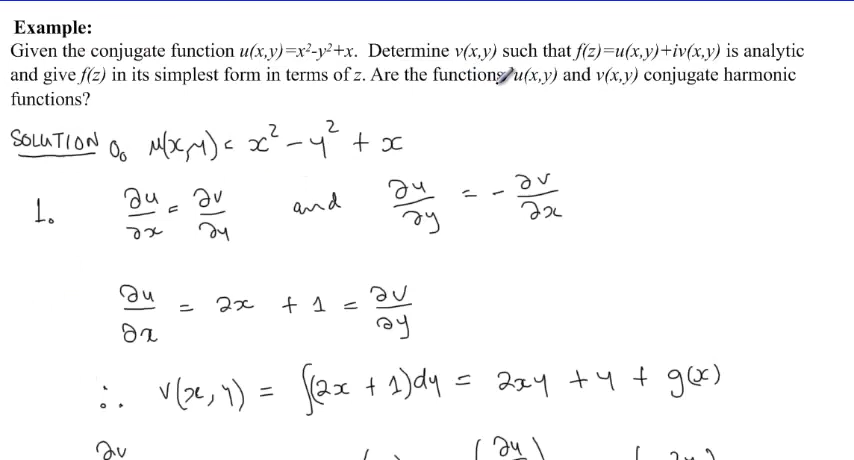 Example:
Given the conjugate function u(x,y)=x²-y²+x. Determine v(x,y) such that f(z)=u(x,y)+iv(x,y) is analytic
and give f(z) in its simplest form in terms of z. Are the functions u(x,y) and v(x,y) conjugate harmonic
functions?
SOLUTION 0₀ u(x,y) = x² - y² + x
1. ∂u/∂x = ∂v/∂y and ∂u/∂y = - ∂v/∂x
∂u/∂x = 2x + 1 = ∂v/∂y
∴ v(x,y) = ∫(2x + 1)dy = 2xy + y + g(x)
∂v